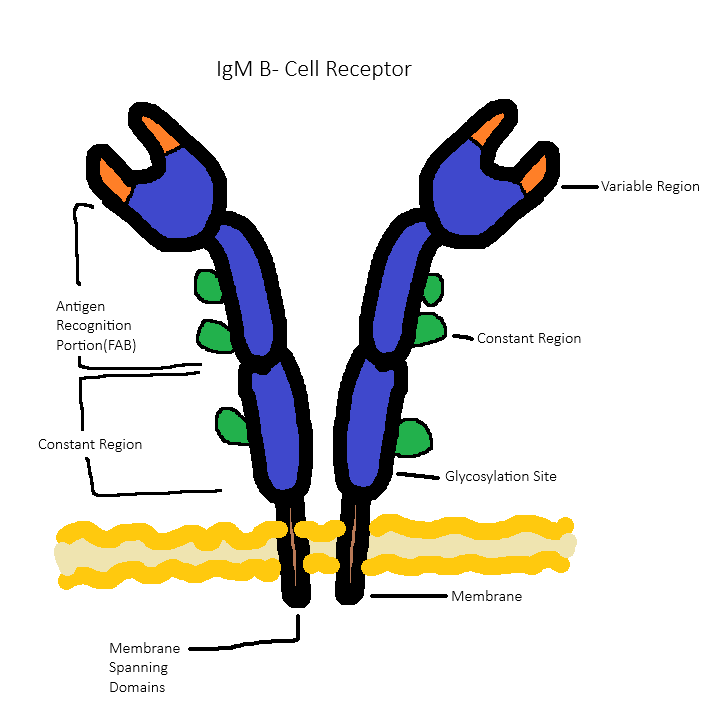 IgM B- Cell Receptor
Variable Region
Antigen
Recognition
Portion(FAB)
Constant Region
Constant Region
Glycosylation Site
Membrane
Membrane
Spanning
Domains